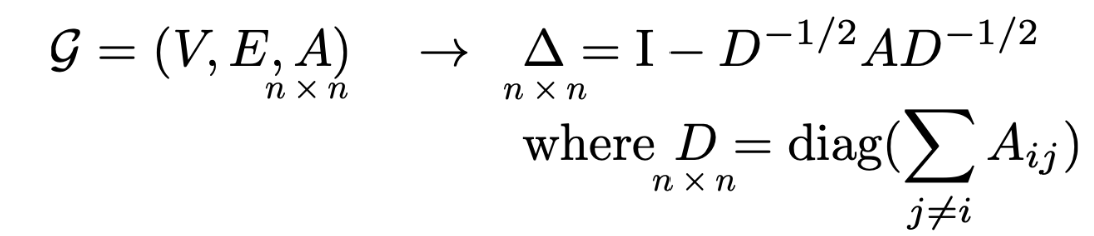 𝒢 = (V, E, A) → Δ = I − D^{−1/2} A D^{−1/2}
n × n n × n
where D = diag(∑ A_{ij})
n × n j≠i